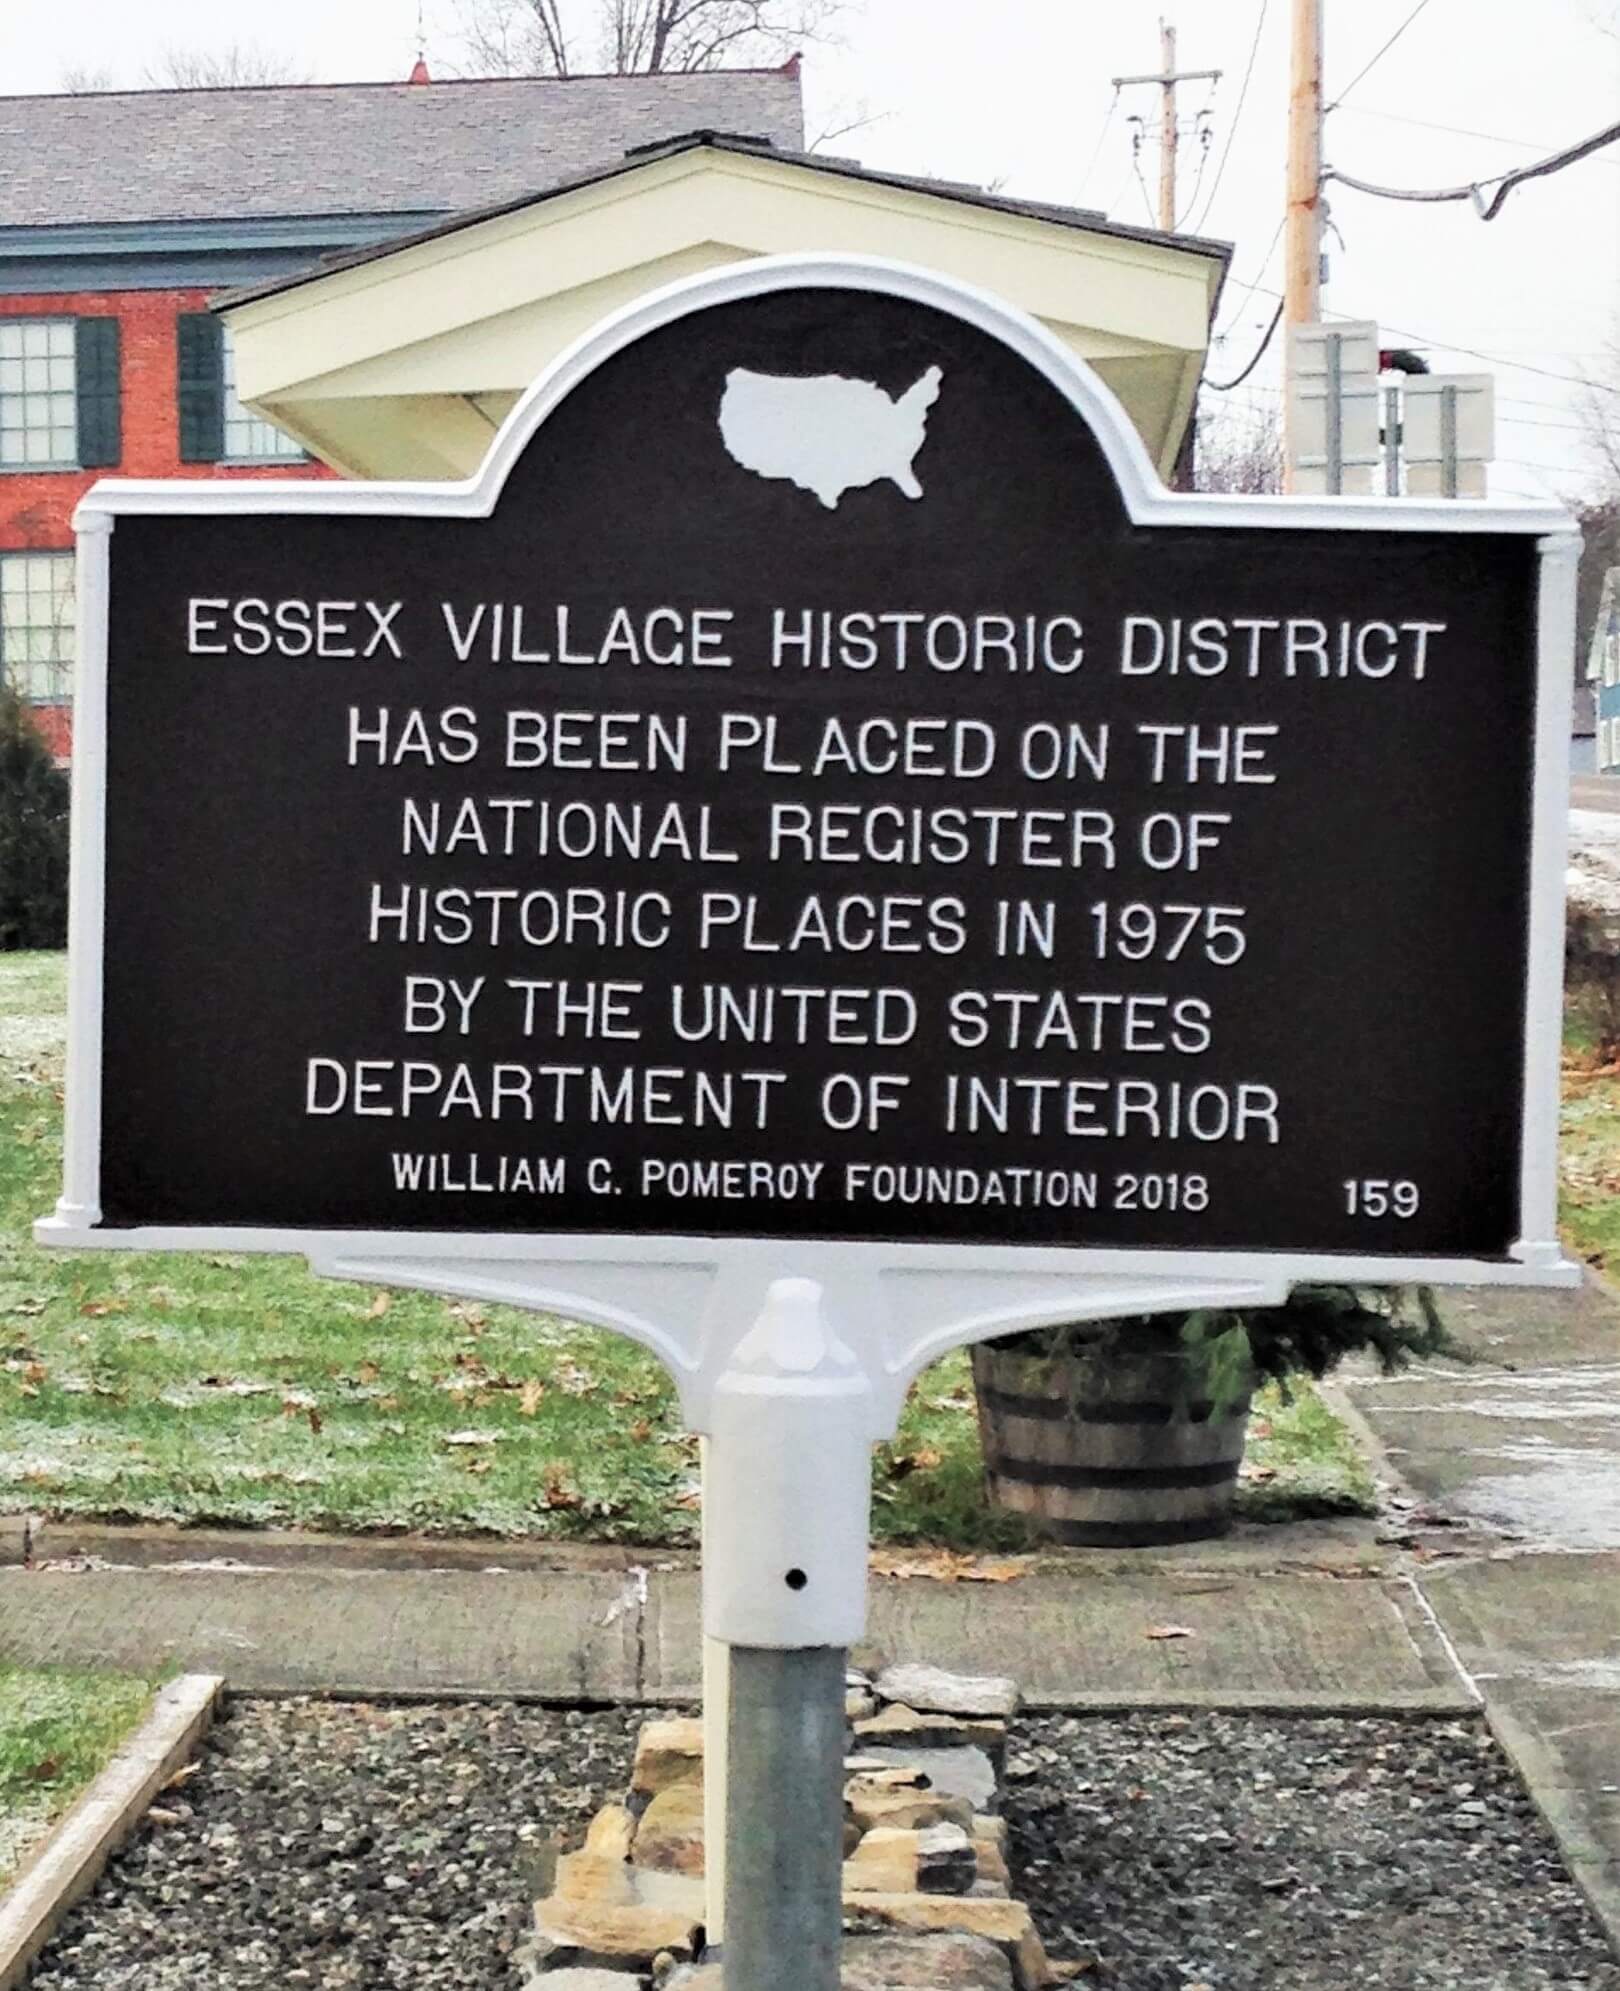 ESSEX VILLAGE HISTORIC DISTRICT
HAS BEEN PLACED ON THE
NATIONAL REGISTER OF
HISTORIC PLACES IN 1975
BY THE UNITED STATES
DEPARTMENT OF INTERIOR
WILLIAM G. POMEROY FOUNDATION 2018 159